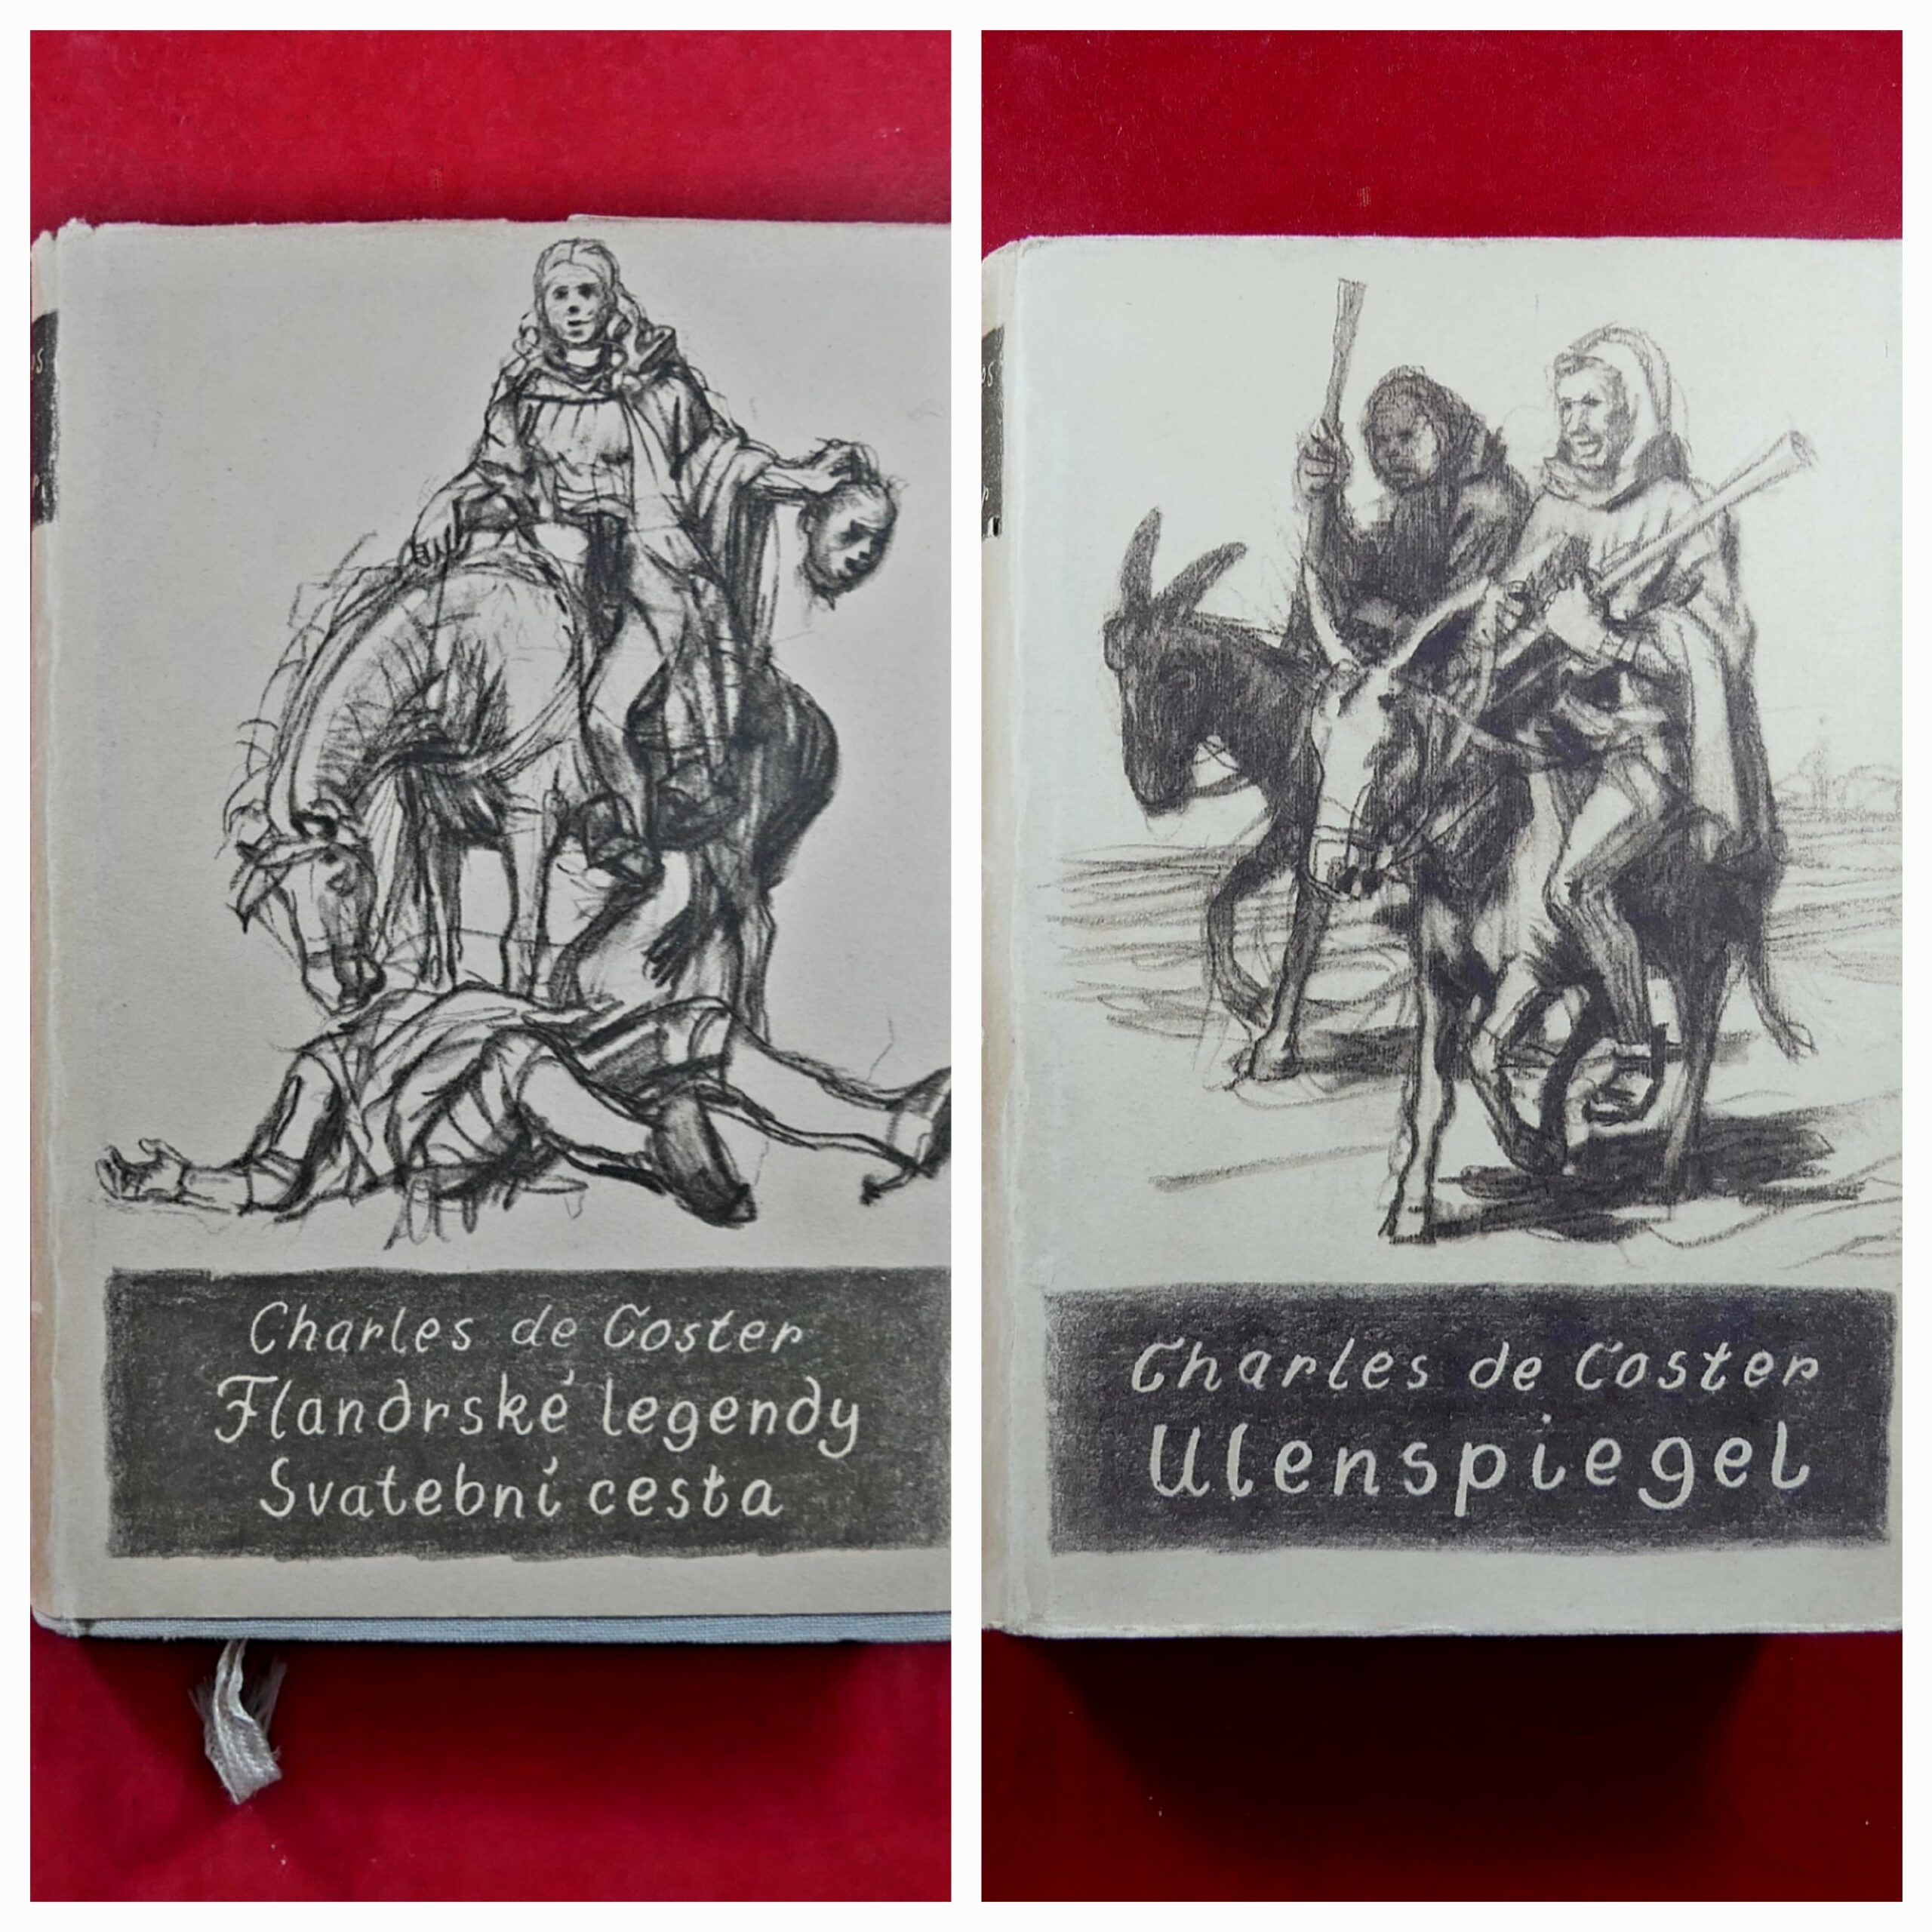 Charles de Coster
Flandrské legendy
Svatební cesta
Charles de Coster
Ulenspiegel